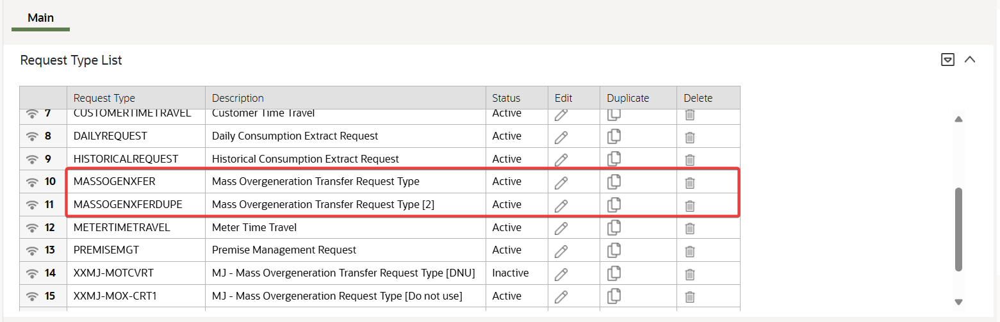 Main
Request Type List
Request Type Description Status Edit Duplicate Delete
7 CUSTOMERTIMETRAVEL Customer Time Travel Active
8 DAILYREQUEST Daily Consumption Extract Request Active
9 HISTORICALREQUEST Historical Consumption Extract Request Active
10 MASSOGENXFER Mass Overgeneration Transfer Request Type Active
11 MASSOGENXFERDUPE Mass Overgeneration Transfer Request Type [2] Active
12 METERTIMETRAVEL Meter Time Travel Active
13 PREMISEMGT Premise Management Request Active
14 XXMJ-MOTCVRT MJ - Mass Overgeneration Transfer Request Type [DNU] Inactive
15 XXMJ-MOX-CRT1 MJ - Mass Overgeneration Request Type [Do not use] Active